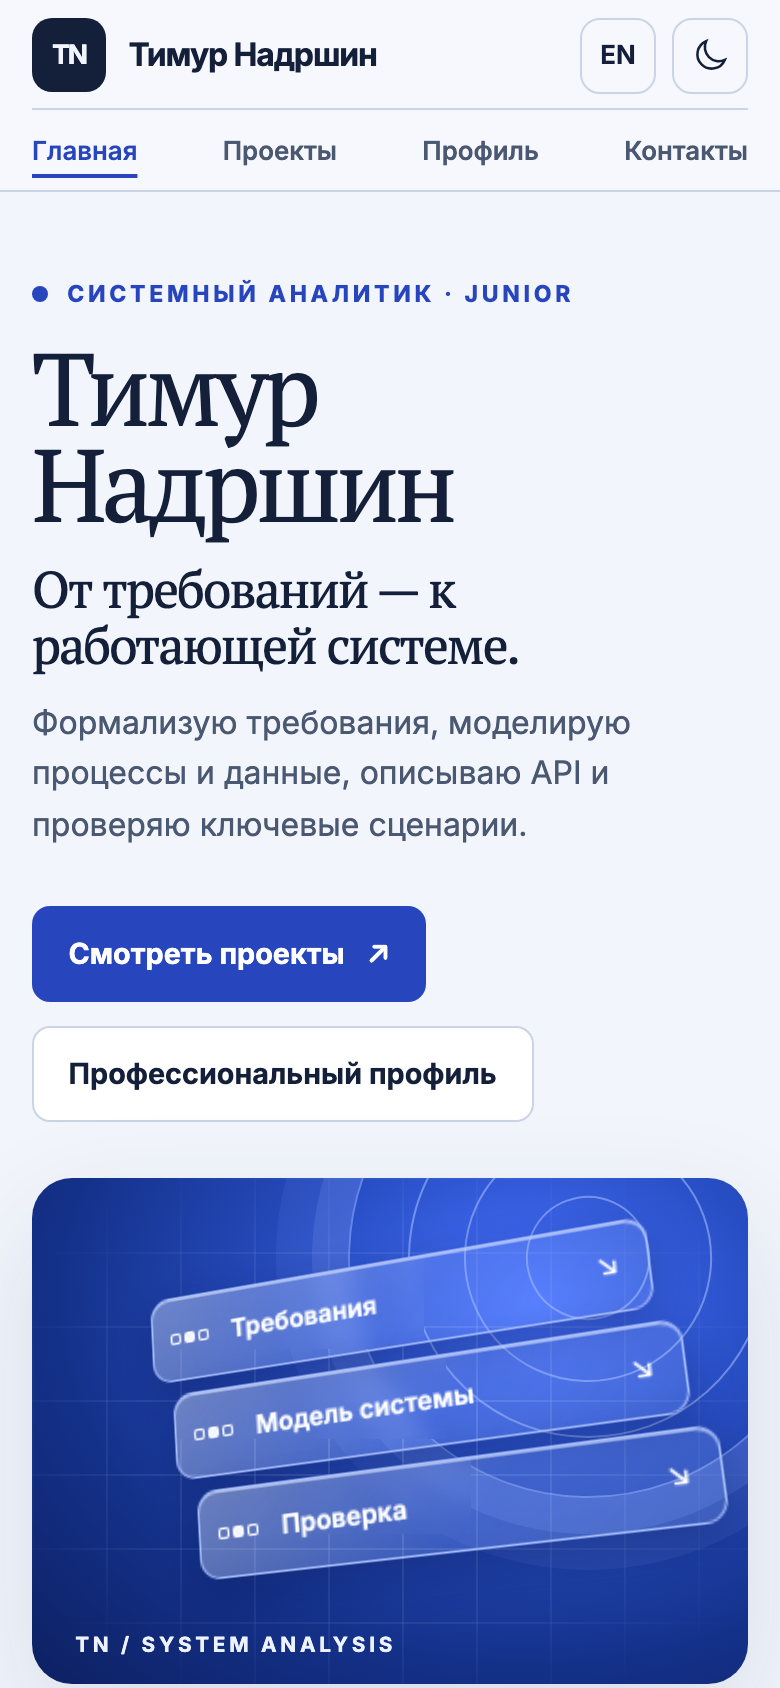 TN
Тимур Надршин
EN
Главная
Проекты
Профиль
Контакты
СИСТЕМНЫЙ АНАЛИТИК · JUNIOR
Тимур
Надршин
От требований — к
работающей системе.
Формализую требования, моделирую
процессы и данные, описываю API и
проверяю ключевые сценарии.
Смотреть проекты
Профессиональный профиль
Требования
Модель системы
Проверка
TN / SYSTEM ANALYSIS